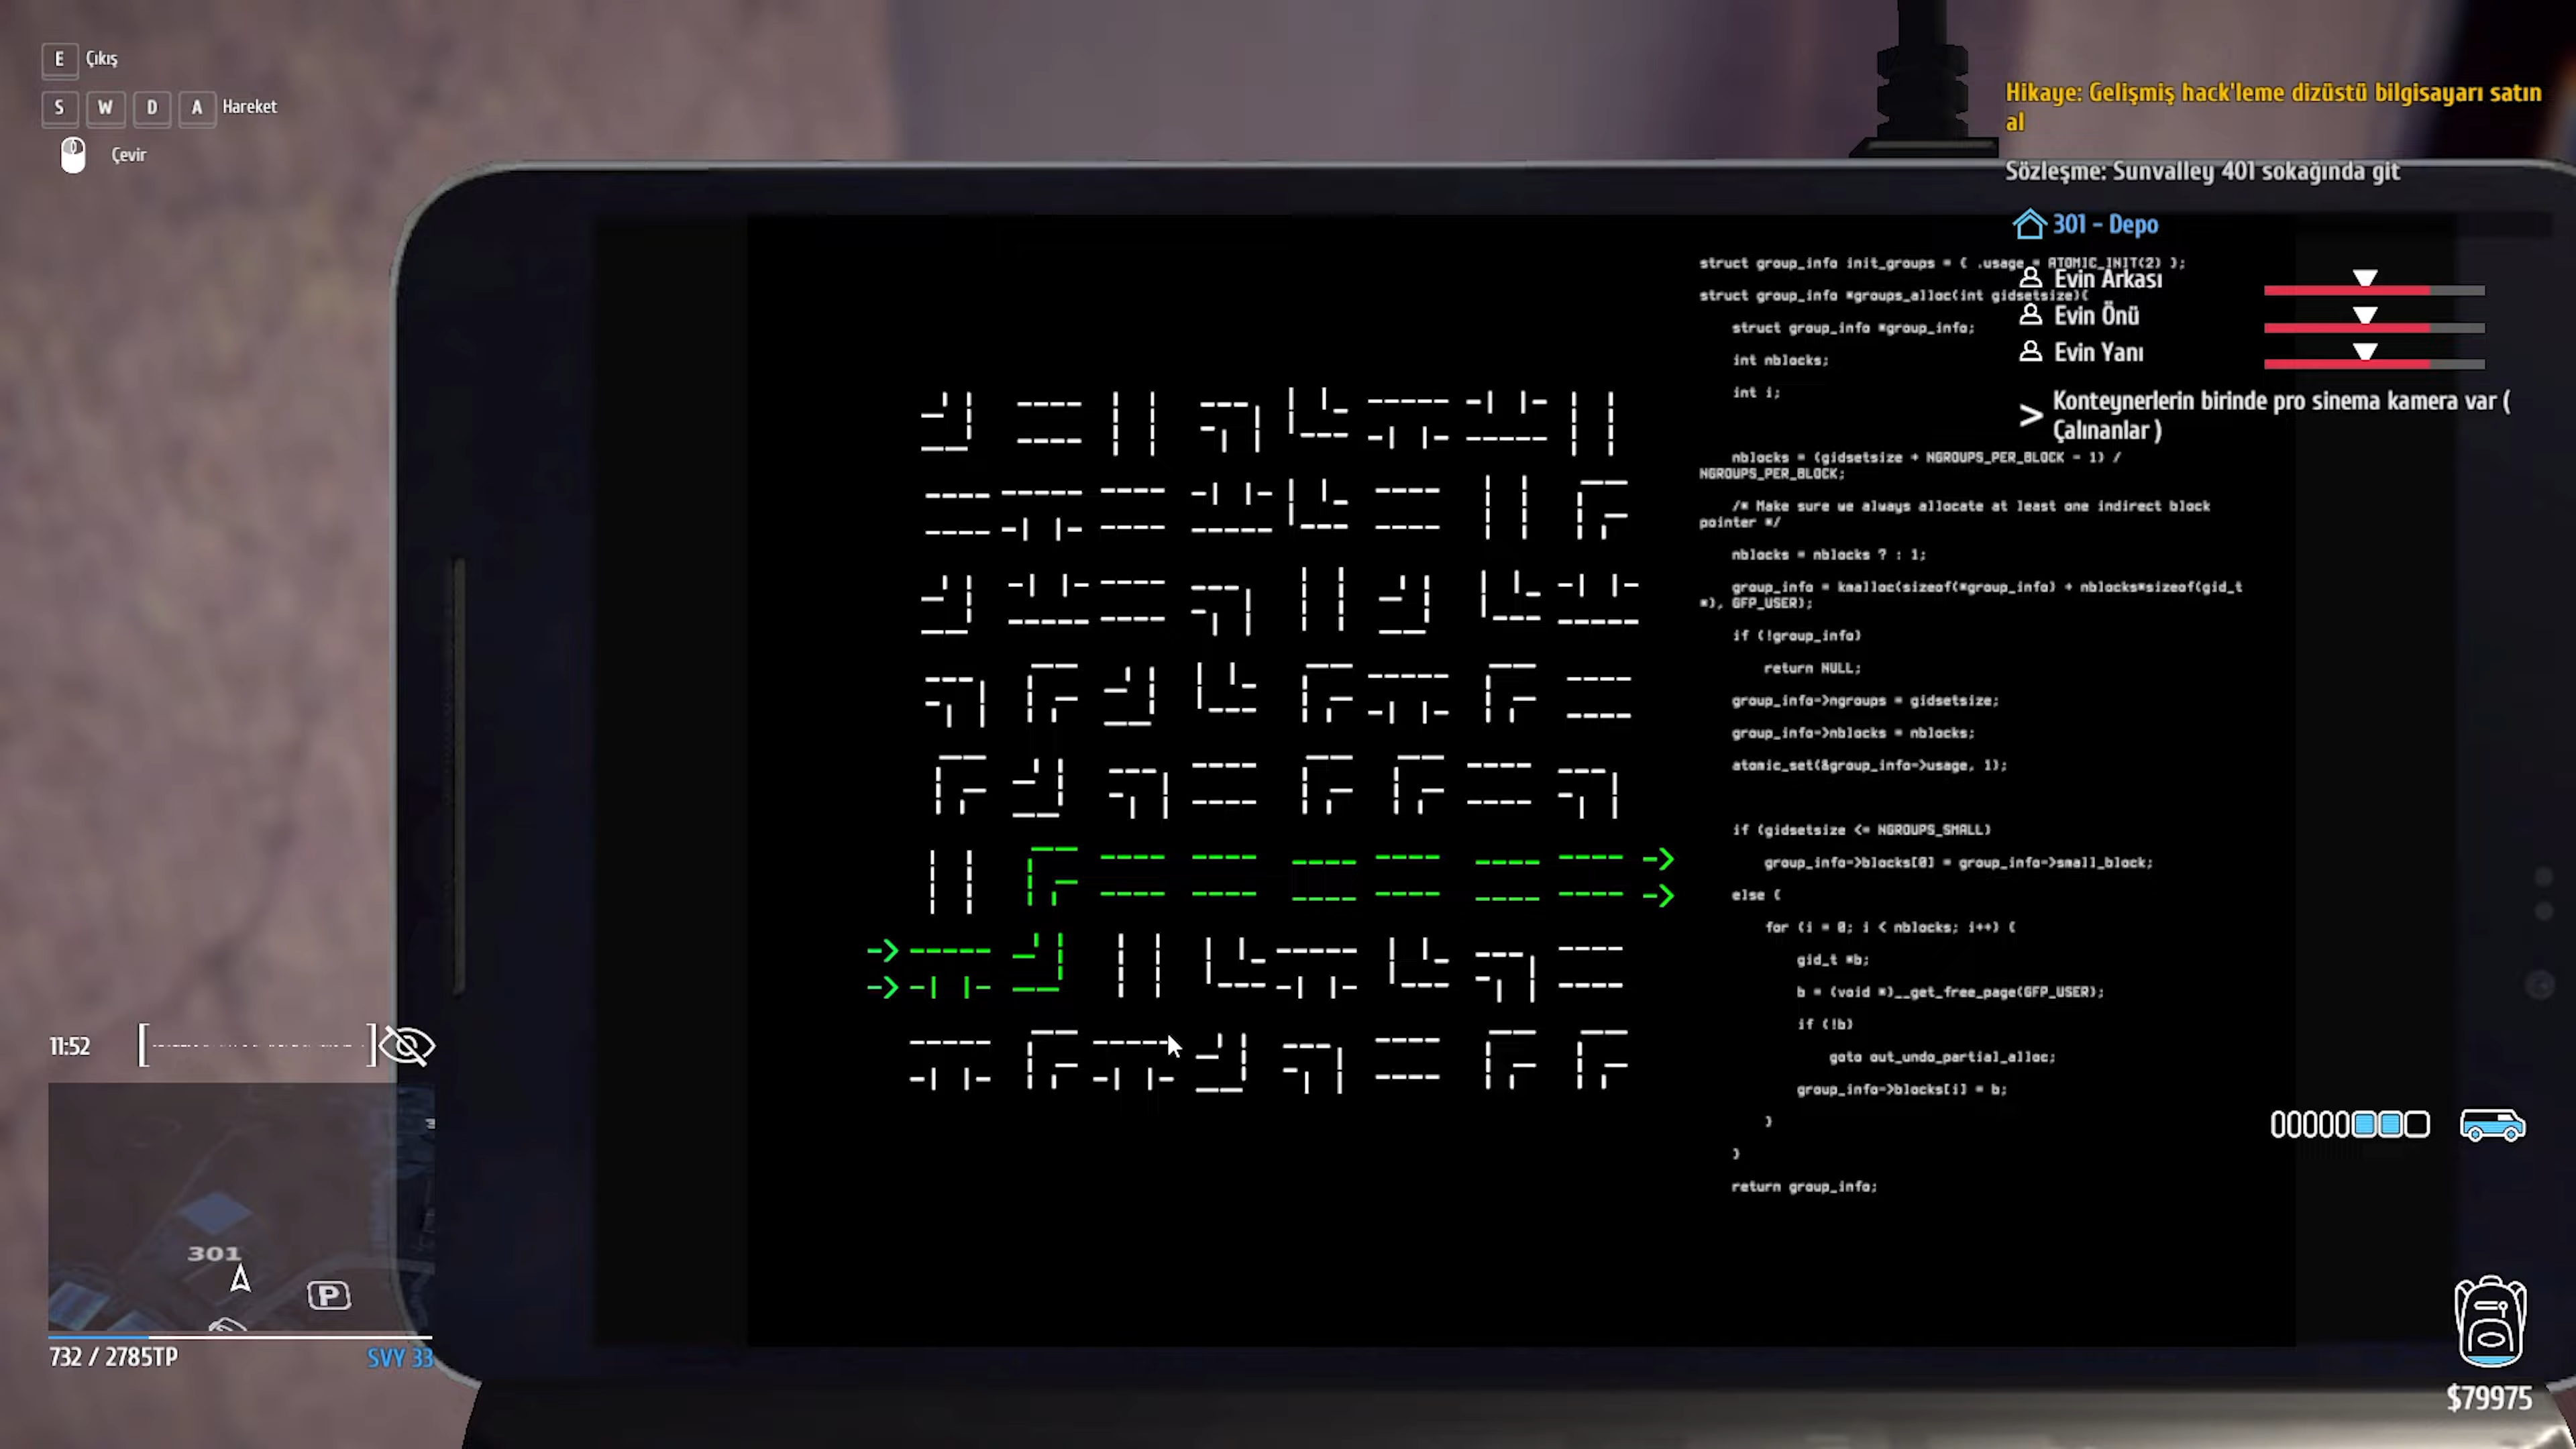 E Çıkış
S W D A Hareket
Çevir
Hikaye: Gelişmiş hack'leme dizüstü bilgisayarı satın
al
Sözleşme: Sunvalley 401 sokağında git
301 - Depo
Evin Arkası
Evin Önü
Evin Yanı
> Konteynerlerin birinde pro sinema kamera var (
Çalınanlar )
struct group_info init_groups = { .usage = ATOMIC_INIT(2) };
struct group_info *groups_alloc(int gidsetsize){
struct group_info *group_info;
int nblocks;
int i;
nblocks = (gidsetsize + NGROUPS_PER_BLOCK - 1) /
NGROUPS_PER_BLOCK;
/* Make sure we always allocate at least one indirect block
pointer */
nblocks = nblocks ? : 1;
group_info = kmalloc(sizeof(*group_info) + nblocks*sizeof(gid_t
*), GFP_USER);
if (!group_info)
return NULL;
group_info->ngroups = gidsetsize;
group_info->nblocks = nblocks;
atomic_set(&group_info->usage, 1);
if (gidsetsize <= NGROUPS_SMALL)
group_info->blocks[0] = group_info->small_block;
else {
for (i = 0; i < nblocks; i++) {
gid_t *b;
b = (void *)__get_free_page(GFP_USER);
if (!b)
goto out_undo_partial_alloc;
group_info->blocks[i] = b;
}
}
return group_info;
11:52
301
P
732 / 2785TP
SVY 33
$79975